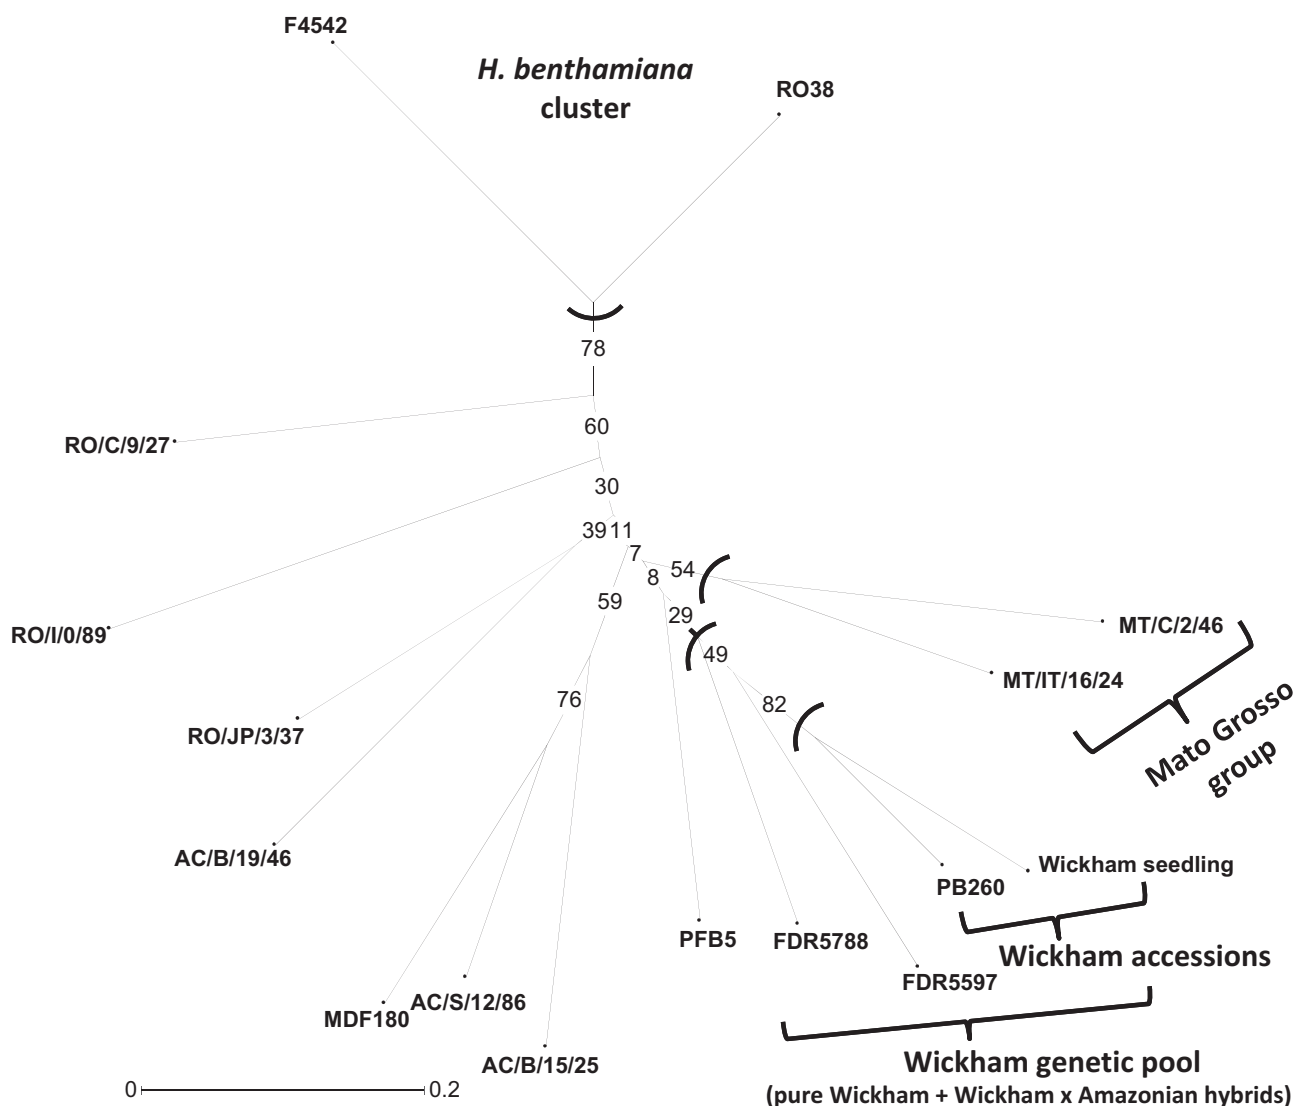 F4542
H. benthamiana
cluster
RO38
78
RO/C/9/27
60
30
39
11
7
54
8
59
29
RO/I/0/89
MT/C/2/46
49
MT/IT/16/24
76
82
RO/JP/3/37
Mato Grosso
group
AC/B/19/46
Wickham seedling
PB260
PFB5
FDR5788
Wickham accessions
FDR5597
AC/S/12/86
MDF180
AC/B/15/25
Wickham genetic pool
0
0.2
(pure Wickham + Wickham x Amazonian hybrids)